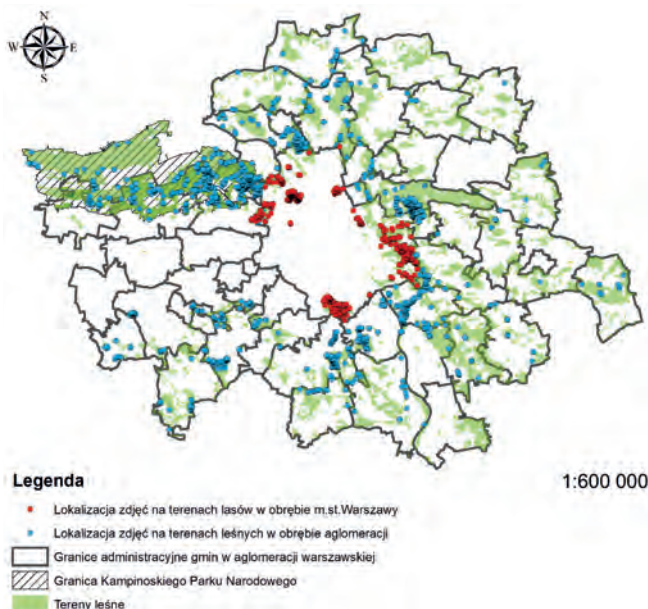 N
W E
S
Legenda
1:600 000
Lokalizacja zdjęć na terenach lasów w obrębie m.st.Warszawy
Lokalizacja zdjęć na terenach leśnych w obrębie aglomeracji
Granice administracyjne gmin w aglomeracji warszawskiej
Granica Kampinoskiego Parku Narodowego
Tereny leśne